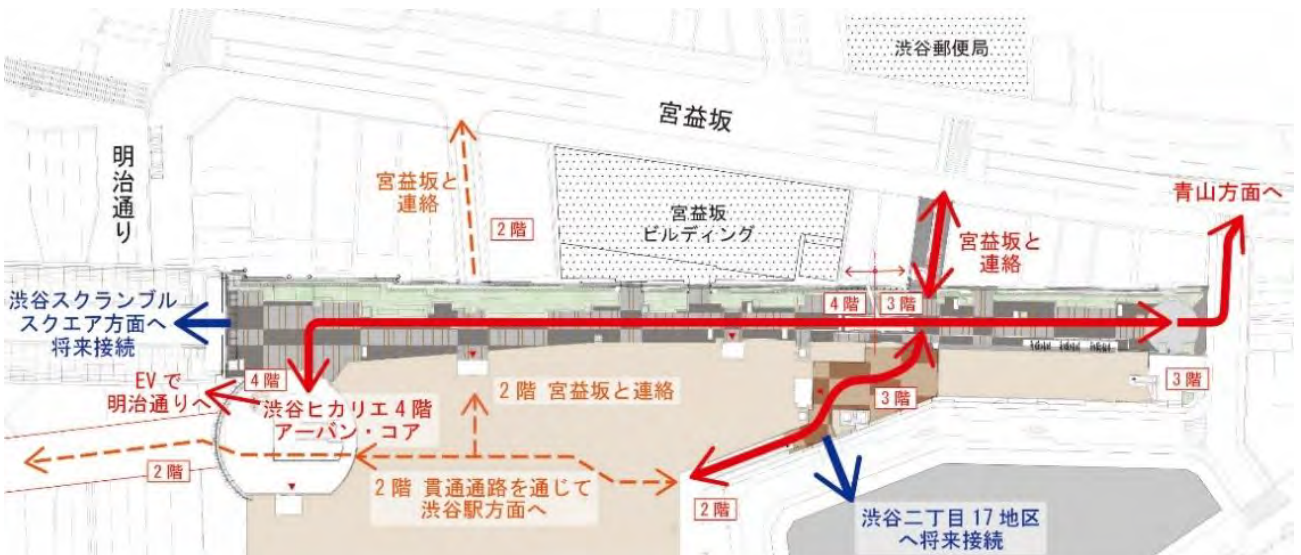 渋谷郵便局
宮益坂
明治通り
宮益坂と
連絡
2階
宮益坂
ビルディング
青山方面へ
宮益坂と
連絡
渋谷スクランブル
スクエア方面へ
将来接続
4階
3階
EVで
明治通りへ
4階
渋谷ヒカリエ4階
アーバン・コア
2階 宮益坂と連絡
3階
3階
2階
2階 貫通通路を通じて
渋谷駅方面へ
2階
渋谷二丁目17地区
へ将来接続